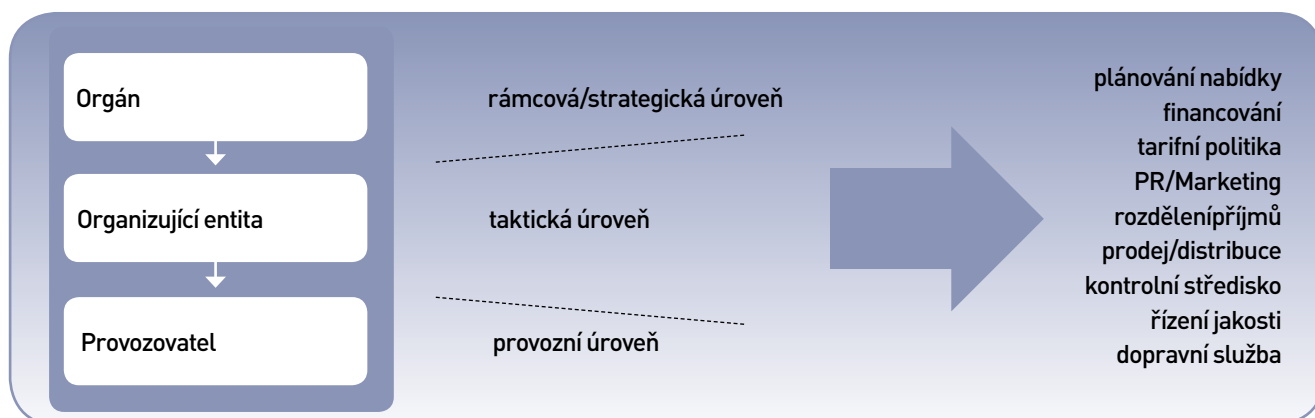 Orgán
rámcová/strategická úroveň
Organizující entita
taktická úroveň
Provozovatel
provozní úroveň
plánování nabídky
financování
tarifní politika
PR/Marketing
rozdělenípříjmů
prodej/distribuce
kontrolní středisko
řízení jakosti
dopravní služba